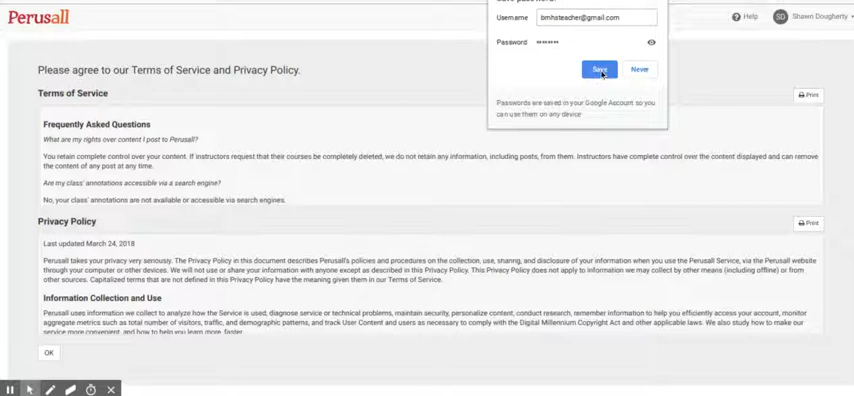 Save password?
Username bmhsteacher@gmail.com
Perusall
Help SD Shawn Dougherty
Password ••••••••
Save Never
Please agree to our Terms of Service and Privacy Policy.
Terms of Service
Print
Passwords are saved in your Google Account so you
can use them on any device
Frequently Asked Questions
What are my rights over content I post to Perusall?
You retain complete control over your content. If instructors request that their courses be completely deleted, we do not retain any information, including posts, from them. Instructors have complete control over the content displayed and can remove
the content of any post at any time.
Are my class' annotations accessible via a search engine?
No, your class' annotations are not available or accessible via search engines.
Privacy Policy
Print
Last updated March 24, 2018
Perusall takes your privacy very seriously. The Privacy Policy in this document describes Perusall's policies and procedures on the collection, use, sharing, and disclosure of your information when you use the Perusall Service, via the Perusall website
through your computer or other devices. We will not use or share your information with anyone except as described in this Privacy Policy. This Privacy Policy does not apply to information we may collect by other means (including offline) or from
other sources. Capitalized terms that are not defined in this Privacy Policy have the meaning given them in our Terms of Service.
Information Collection and Use
Perusall uses information we collect to analyze how the Service is used, diagnose service or technical problems, maintain security, personalize content, conduct research, remember information to help you efficiently access your account, monitor
aggregate metrics such as total number of visitors, traffic, and demographic patterns, and track User Content and users as necessary to comply with the Digital Millennium Copyright Act and other applicable laws. We also study how to make our
service more convenient, and how to help you learn more, faster.
OK